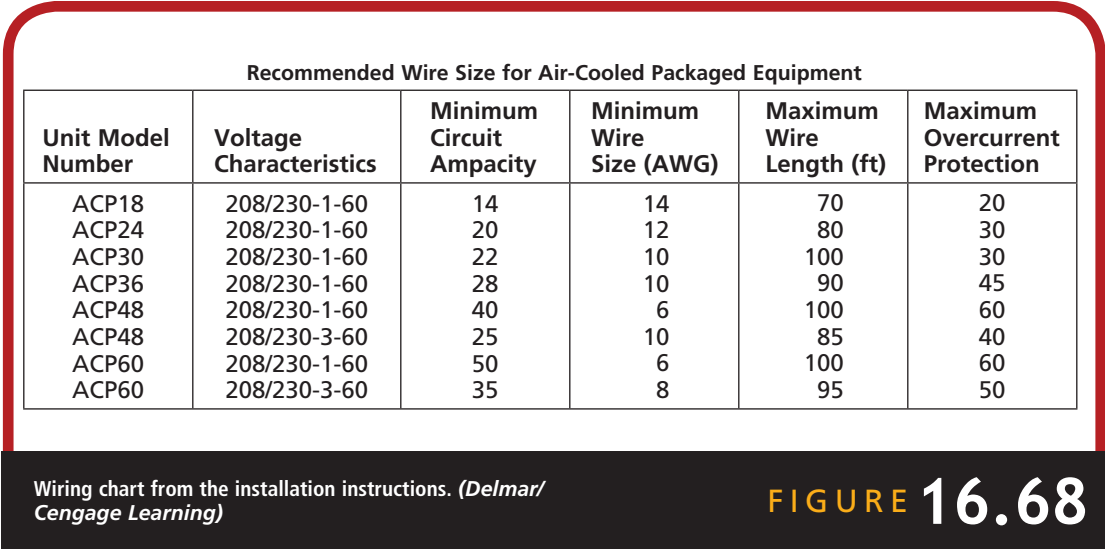 Recommended Wire Size for Air-Cooled Packaged Equipment
Unit Model Number Voltage Characteristics Minimum Circuit Ampacity Minimum Wire Size (AWG) Maximum Wire Length (ft) Maximum Overcurrent Protection
ACP18 208/230-1-60 14 14 70 20
ACP24 208/230-1-60 20 12 80 30
ACP30 208/230-1-60 22 10 100 30
ACP36 208/230-1-60 28 10 90 45
ACP48 208/230-1-60 40 6 100 60
ACP48 208/230-3-60 25 10 85 40
ACP60 208/230-1-60 50 6 100 60
ACP60 208/230-3-60 35 8 95 50
Wiring chart from the installation instructions. (Delmar/
Cengage Learning)
FIGURE 16.68